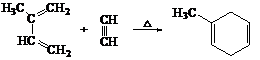 H₃C CH₂ CH H₃C
C + △
HC CH
CH₂